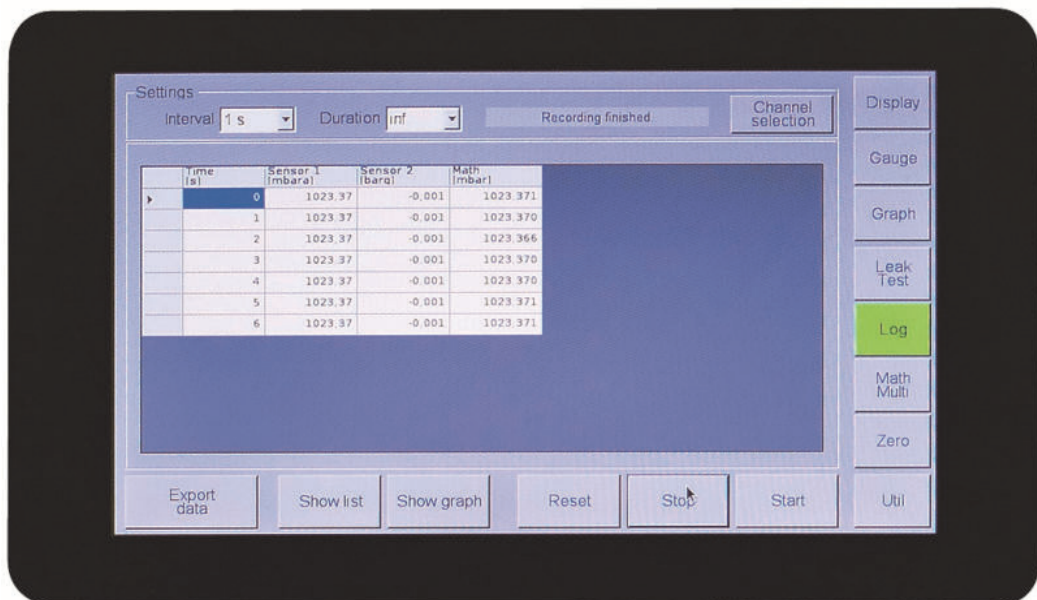 Settings
Interval 1 s Duration inf Recording finished. Channel selection
Time [s] Sensor 1 [mbara] Sensor 2 [barg] Math [mbar]
0 1023,37 -0,001 1023,371
1 1023,37 -0,001 1023,370
2 1023,37 -0,001 1023,366
3 1023,37 -0,001 1023,370
4 1023,37 -0,001 1023,370
5 1023,37 -0,001 1023,371
6 1023,37 -0,001 1023,371
Export data Show list Show graph Reset Stop Start
Display
Gauge
Graph
Leak
Test
Log
Math
Multi
Zero
Util